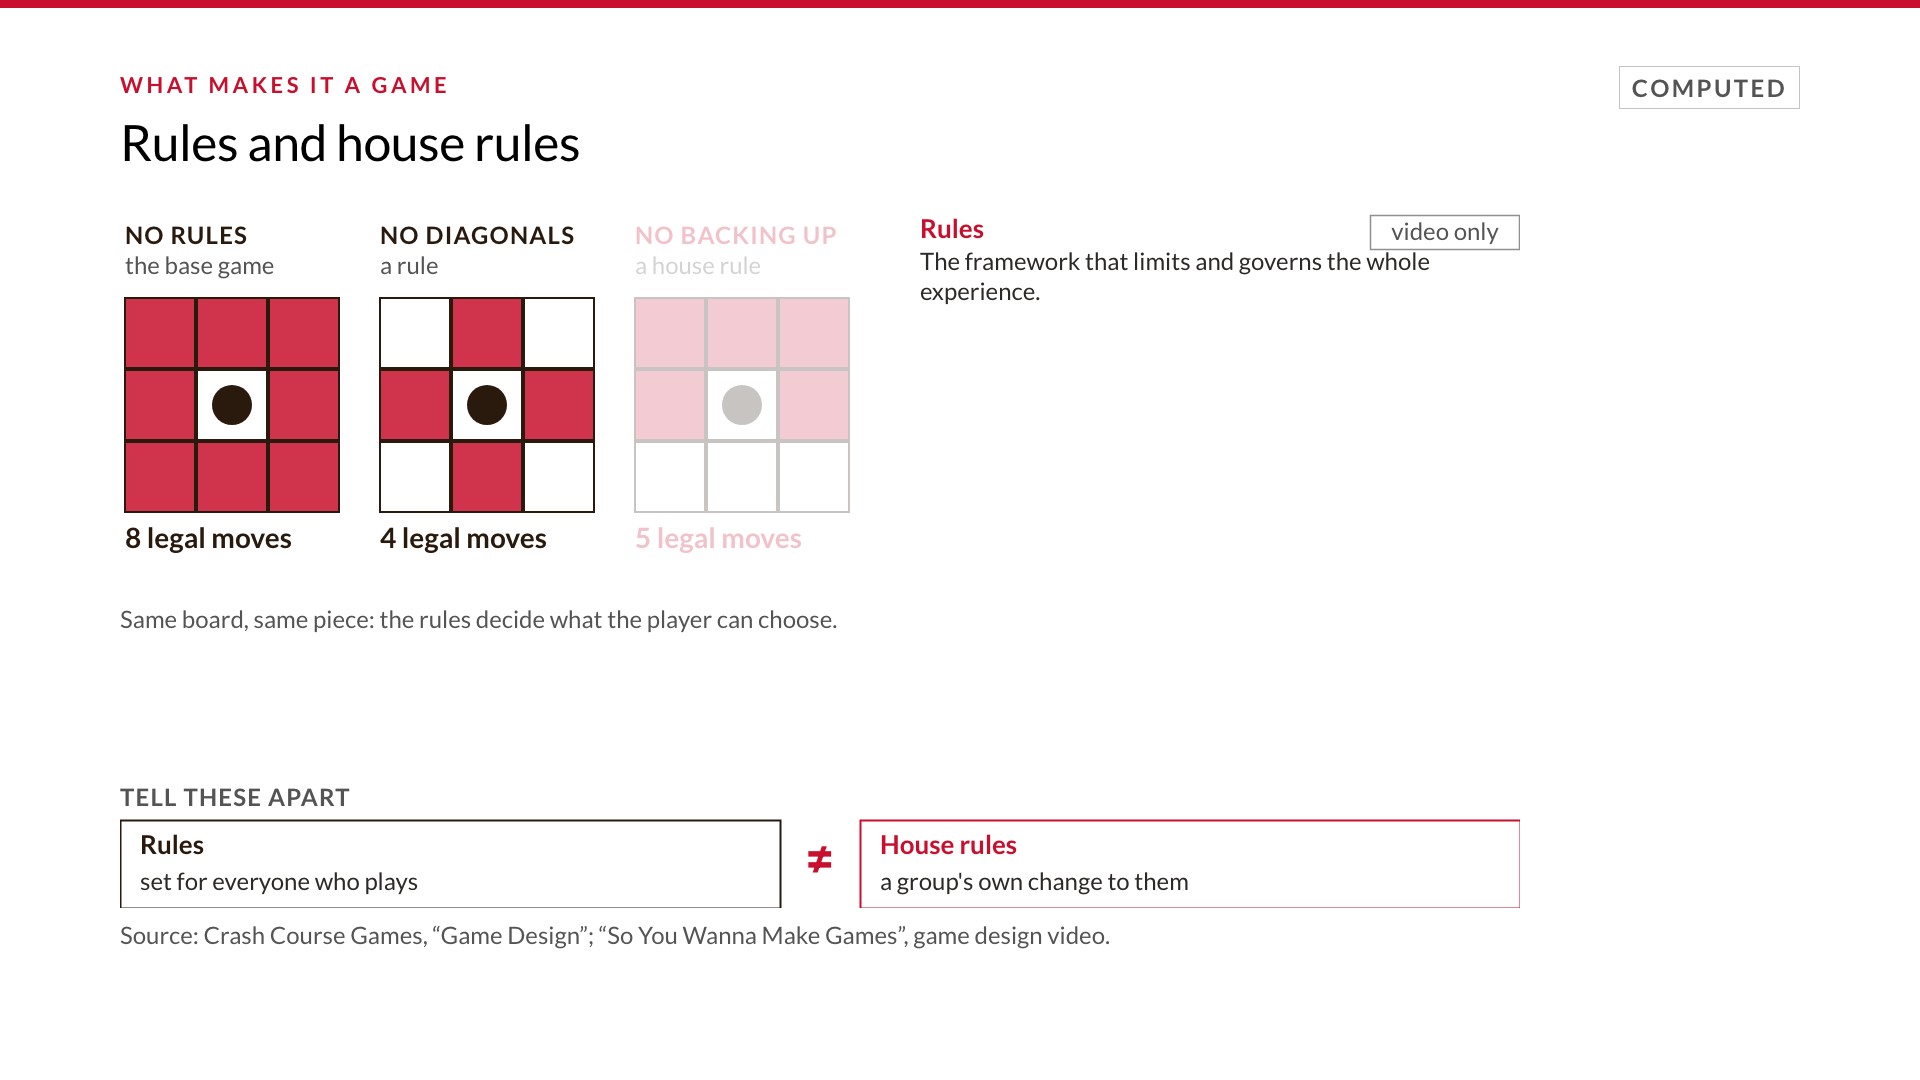 WHAT MAKES IT A GAME
COMPUTED
Rules and house rules
NO RULES
the base game
8 legal moves
NO DIAGONALS
a rule
4 legal moves
NO BACKING UP
a house rule
5 legal moves
Rules
video only
The framework that limits and governs the whole
experience.
Same board, same piece: the rules decide what the player can choose.
TELL THESE APART
Rules
set for everyone who plays
≠
House rules
a group's own change to them
Source: Crash Course Games, “Game Design”; “So You Wanna Make Games”, game design video.